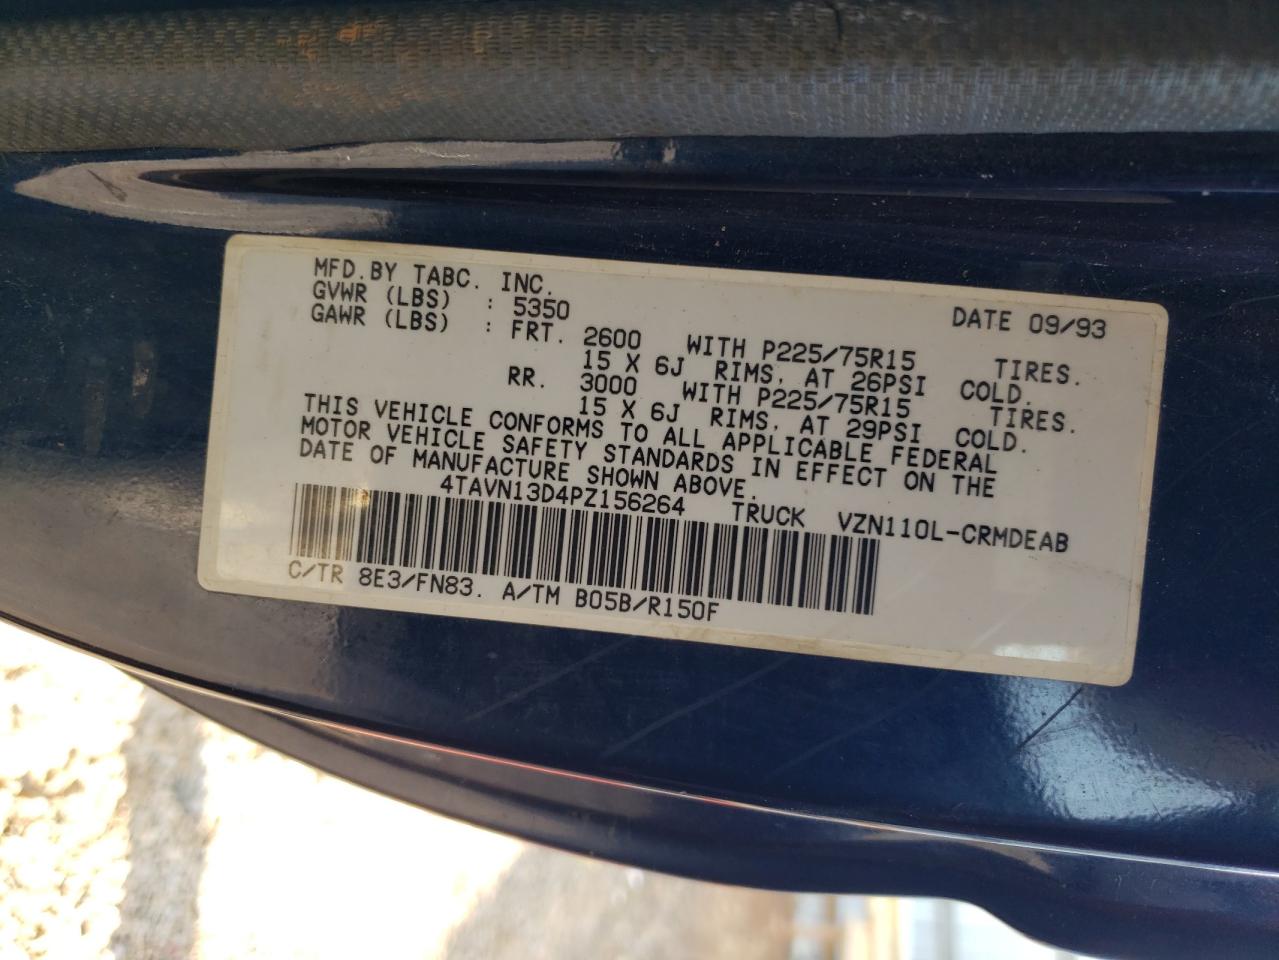 MFD.BY TABC. INC. DATE 09/93
GVWR (LBS) : 5350
GAWR (LBS) : FRT. 2600 WITH P225/75R15 TIRES.
15 X 6J RIMS, AT 26PSI COLD.
RR. 3000 WITH P225/75R15 TIRES.
15 X 6J RIMS, AT 29PSI COLD.
THIS VEHICLE CONFORMS TO ALL APPLICABLE FEDERAL
MOTOR VEHICLE SAFETY STANDARDS IN EFFECT ON THE
DATE OF MANUFACTURE SHOWN ABOVE.
4TAVN13D4PZ156264 TRUCK VZN110L-CRMDEAB
C/TR 8E3/FN83. A/TM B05B/R150F